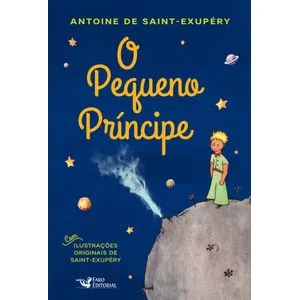 ANTOINE DE SAINT-EXUPÉRY
O
Pequeno
Príncipe
Com
ILUSTRAÇÕES
ORIGINAIS DE
SAINT-EXUPÉRY
FARO
EDITORIAL